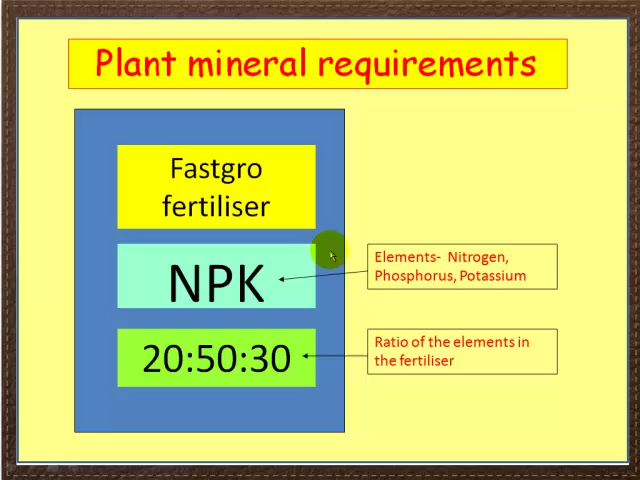 Plant mineral requirements
Fastgro
fertiliser
NPK
Elements-  Nitrogen,
Phosphorus, Potassium
20:50:30
Ratio of the elements in
the fertiliser